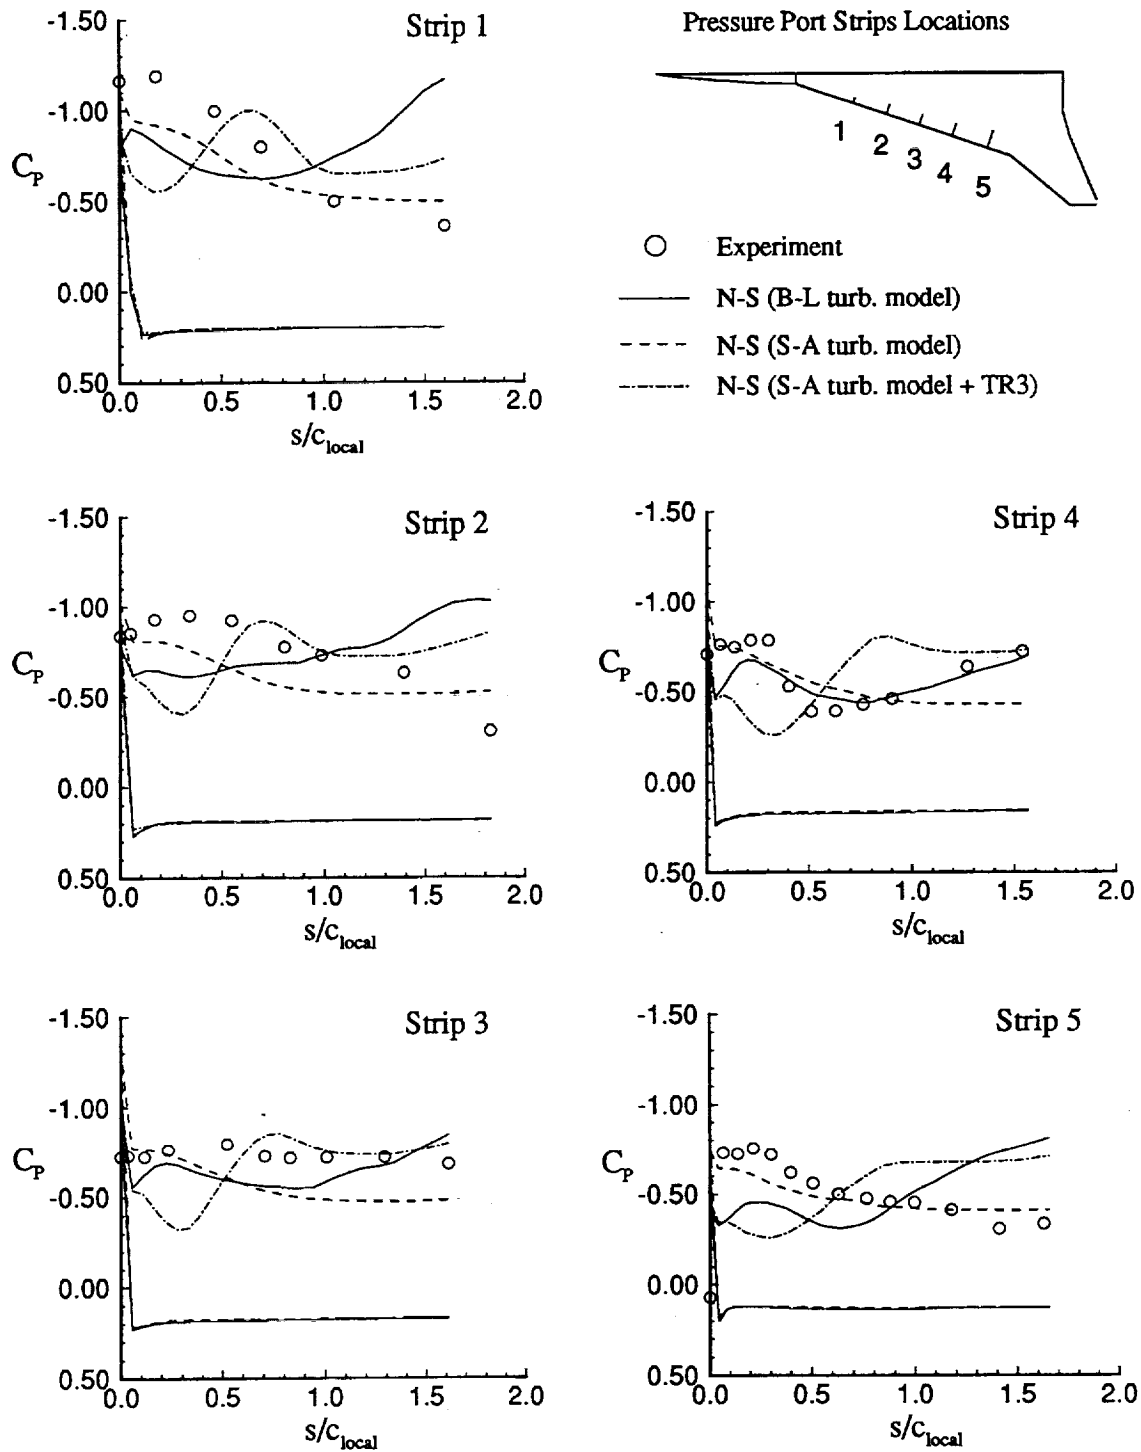 Strip 1
-1.50
-1.00
-0.50
0.00
0.50
C_P
0.0 0.5 1.0 1.5 2.0
s/c_local
Pressure Port Strips Locations
1 2 3 4 5
Experiment
N-S (B-L turb. model)
N-S (S-A turb. model)
N-S (S-A turb. model + TR3)
Strip 2
-1.50
-1.00
-0.50
0.00
0.50
C_P
0.0 0.5 1.0 1.5 2.0
s/c_local
Strip 4
-1.50
-1.00
-0.50
0.00
0.50
C_P
0.0 0.5 1.0 1.5 2.0
s/c_local
Strip 3
-1.50
-1.00
-0.50
0.00
0.50
C_P
0.0 0.5 1.0 1.5 2.0
s/c_local
Strip 5
-1.50
-1.00
-0.50
0.00
0.50
C_P
0.0 0.5 1.0 1.5 2.0
s/c_local